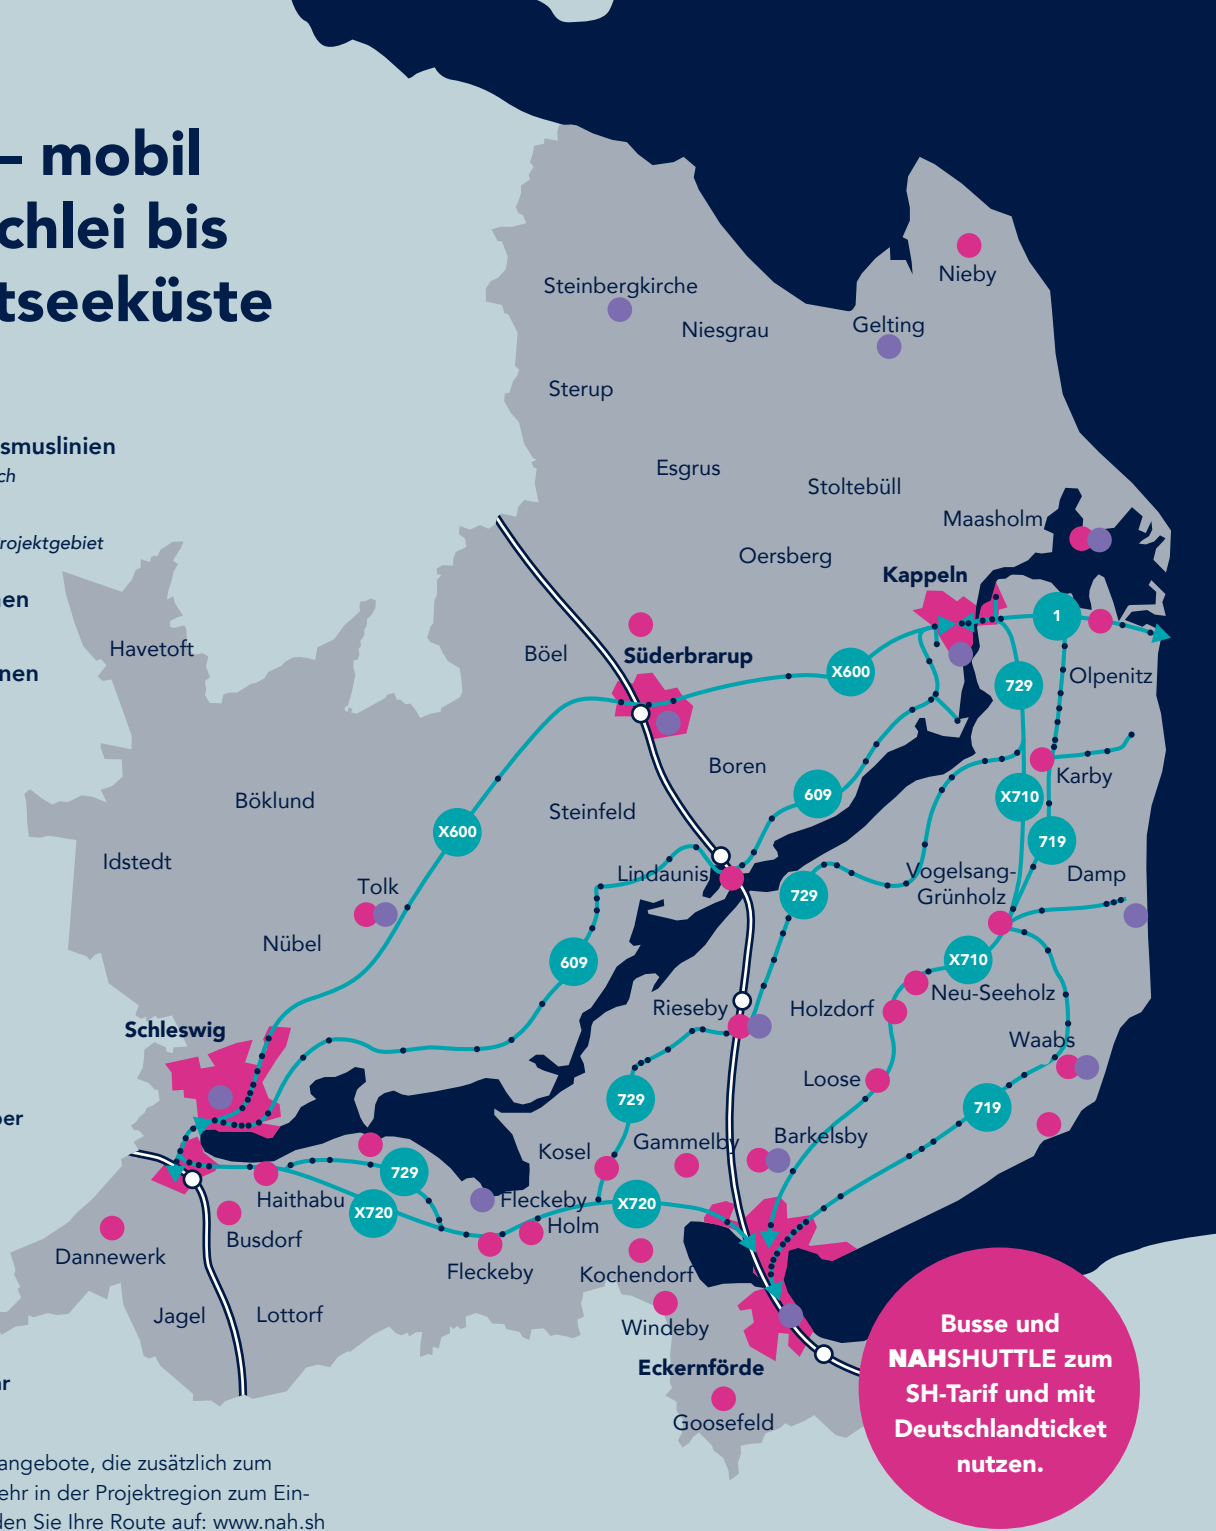 – mobil
chlei bis
tseeküste
smuslinien
ch
rojektgebiet
en
nen
Nieby
Steinbergkirche
Gelting
Niesgrau
Sterup
Esgrus
Stoltebüll
Maasholm
Oersberg
Kappeln
1
Havetoft
Böel
Süderbrarup
X600
729
Olpenitz
Boren
Karby
609
X710
Böklund
Steinfeld
X600
719
Idstedt
Lindaunis
Vogelsang-
Grünholz
Damp
Tolk
729
Nübel
609
X710
Neu-Seeholz
Rieseby
Holzdorf
Schleswig
Waabs
Loose
729
719
ber
Gammelby
Barkelsby
Kosel
729
Haithabu
X720
Fleckeby
X720
Holm
Busdorf
Dannewerk
Fleckeby
Kochendorf
Jagel
Lottorf
Windeby
Eckernförde
Goosefeld
Busse und
NAHSHUTTLE zum
SH-Tarif und mit
Deutschlandticket
nutzen.
ar
angebote, die zusätzlich zum
ehr in der Projektregion zum Ein-
den Sie Ihre Route auf: www.nah.sh